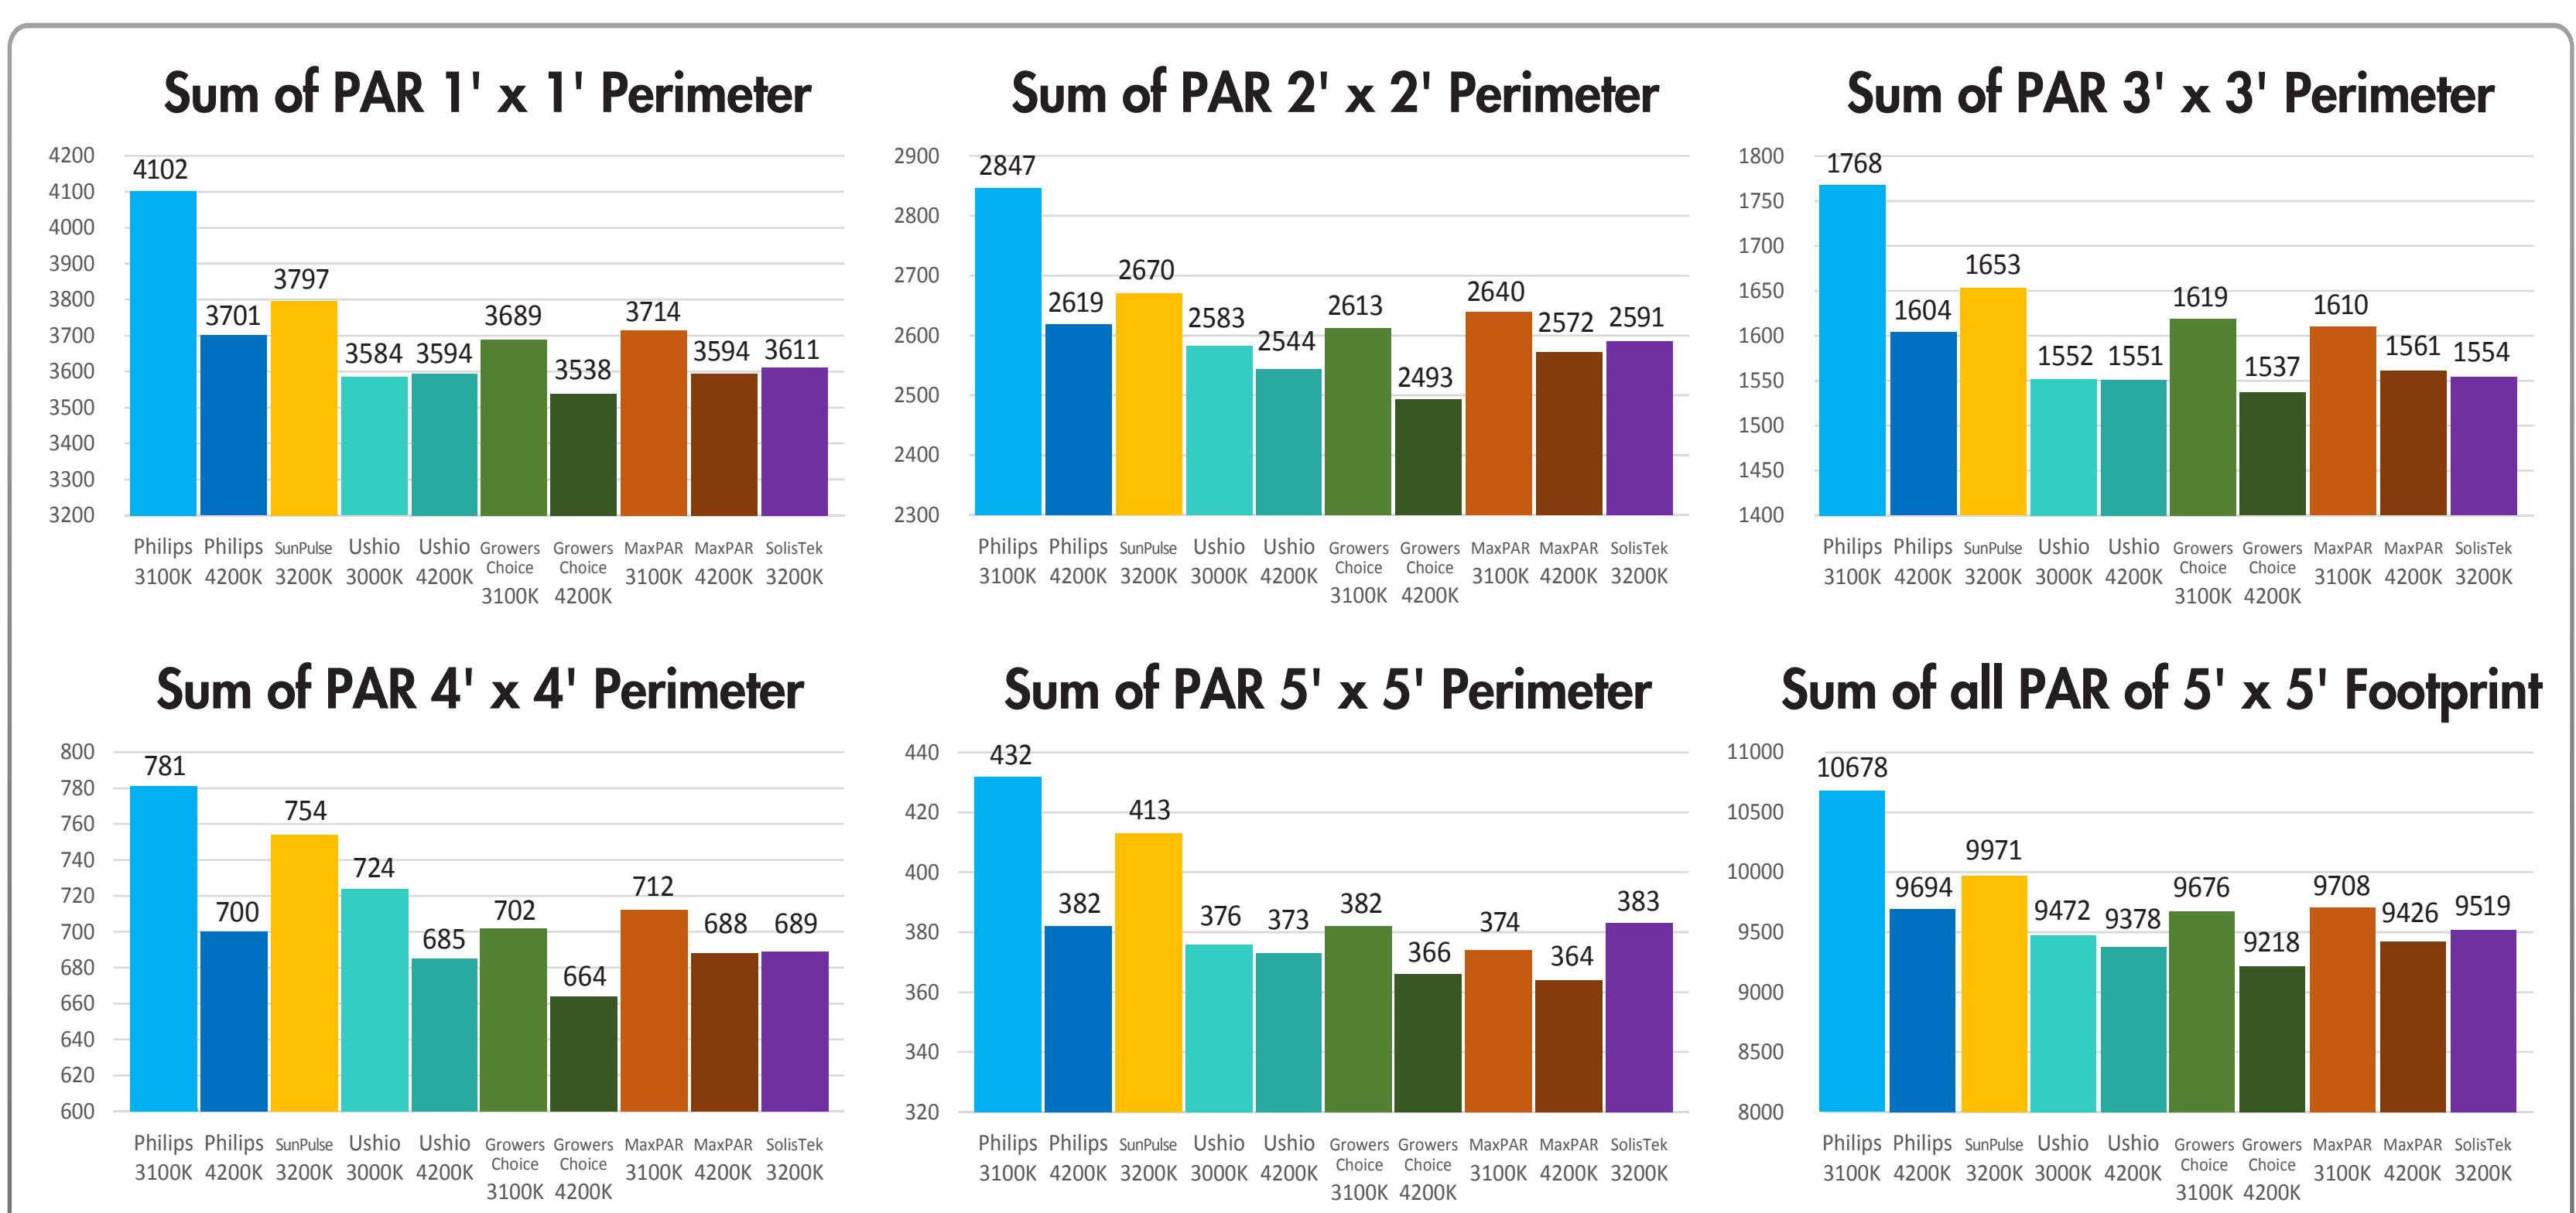 Sum of PAR 1' x 1' Perimeter
4200
4100
4000
3900
3800
3700
3600
3500
3400
3300
3200
4102
3701
3797
3584
3594
3689
3538
3714
3594
3611
Philips 3100K
Philips 4200K
SunPulse 3200K
Ushio 3000K
Ushio 4200K
Growers Choice 3100K
Growers Choice 4200K
MaxPAR 3100K
MaxPAR 4200K
SolisTek 3200K
Sum of PAR 2' x 2' Perimeter
2900
2800
2700
2600
2500
2400
2300
2847
2619
2670
2583
2544
2613
2493
2640
2572
2591
Philips 3100K
Philips 4200K
SunPulse 3200K
Ushio 3000K
Ushio 4200K
Growers Choice 3100K
Growers Choice 4200K
MaxPAR 3100K
MaxPAR 4200K
SolisTek 3200K
Sum of PAR 3' x 3' Perimeter
1800
1750
1700
1650
1600
1550
1500
1450
1400
1768
1604
1653
1552
1551
1619
1537
1610
1561
1554
Philips 3100K
Philips 4200K
SunPulse 3200K
Ushio 3000K
Ushio 4200K
Growers Choice 3100K
Growers Choice 4200K
MaxPAR 3100K
MaxPAR 4200K
SolisTek 3200K
Sum of PAR 4' x 4' Perimeter
800
780
760
740
720
700
680
660
640
620
600
781
700
754
724
685
702
664
712
688
689
Philips 3100K
Philips 4200K
SunPulse 3200K
Ushio 3000K
Ushio 4200K
Growers Choice 3100K
Growers Choice 4200K
MaxPAR 3100K
MaxPAR 4200K
SolisTek 3200K
Sum of PAR 5' x 5' Perimeter
440
420
400
380
360
340
320
432
382
413
376
373
382
366
374
364
383
Philips 3100K
Philips 4200K
SunPulse 3200K
Ushio 3000K
Ushio 4200K
Growers Choice 3100K
Growers Choice 4200K
MaxPAR 3100K
MaxPAR 4200K
SolisTek 3200K
Sum of all PAR of 5' x 5' Footprint
11000
10500
10000
9500
9000
8500
8000
10678
9694
9971
9472
9378
9676
9218
9708
9426
9519
Philips 3100K
Philips 4200K
SunPulse 3200K
Ushio 3000K
Ushio 4200K
Growers Choice 3100K
Growers Choice 4200K
MaxPAR 3100K
MaxPAR 4200K
SolisTek 3200K